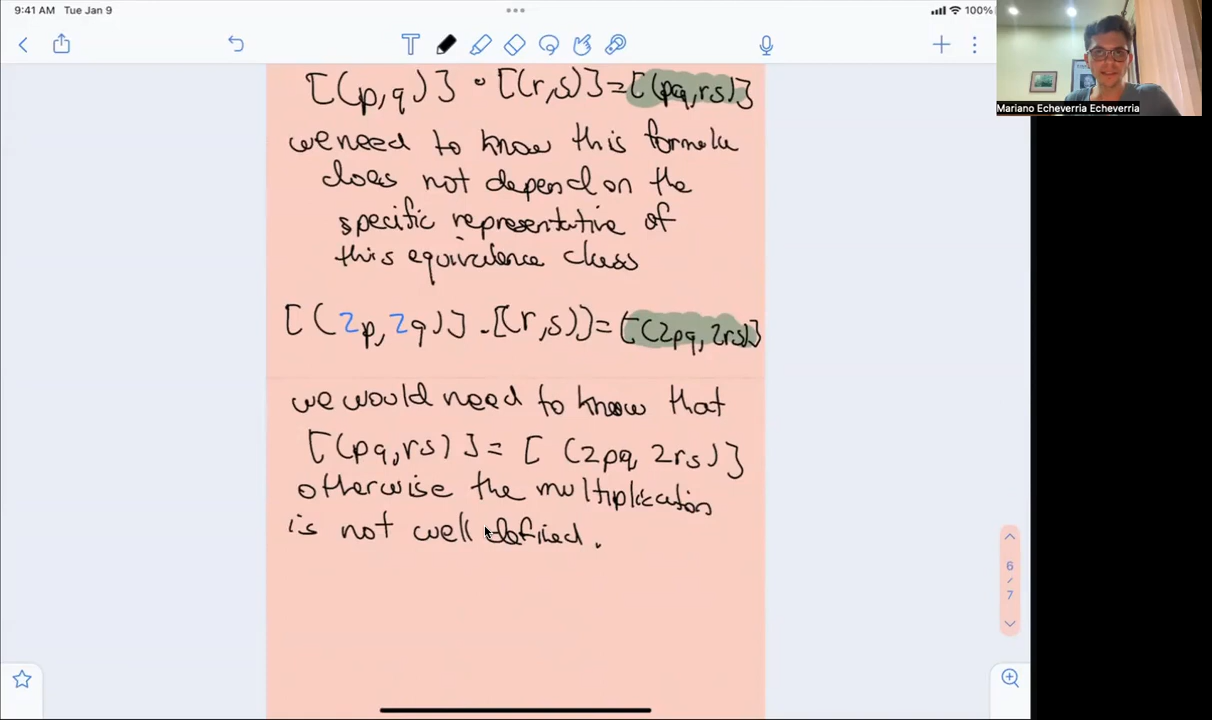 9:41 AM Tue Jan 9
100%
Mariano Echeverria Echeverria
[(p,q)] · [(r,s)] = [(pq,rs)]
we need to know this formula
does not depend on the
specific representative of
this equivalence class
[(2p,2q)] · [(r,s)] = [(2pq, 2rs)]
we would need to know that
[(pq,rs)] = [(2pq, 2rs)]
otherwise the multiplication
is not well defined.
6
/
7